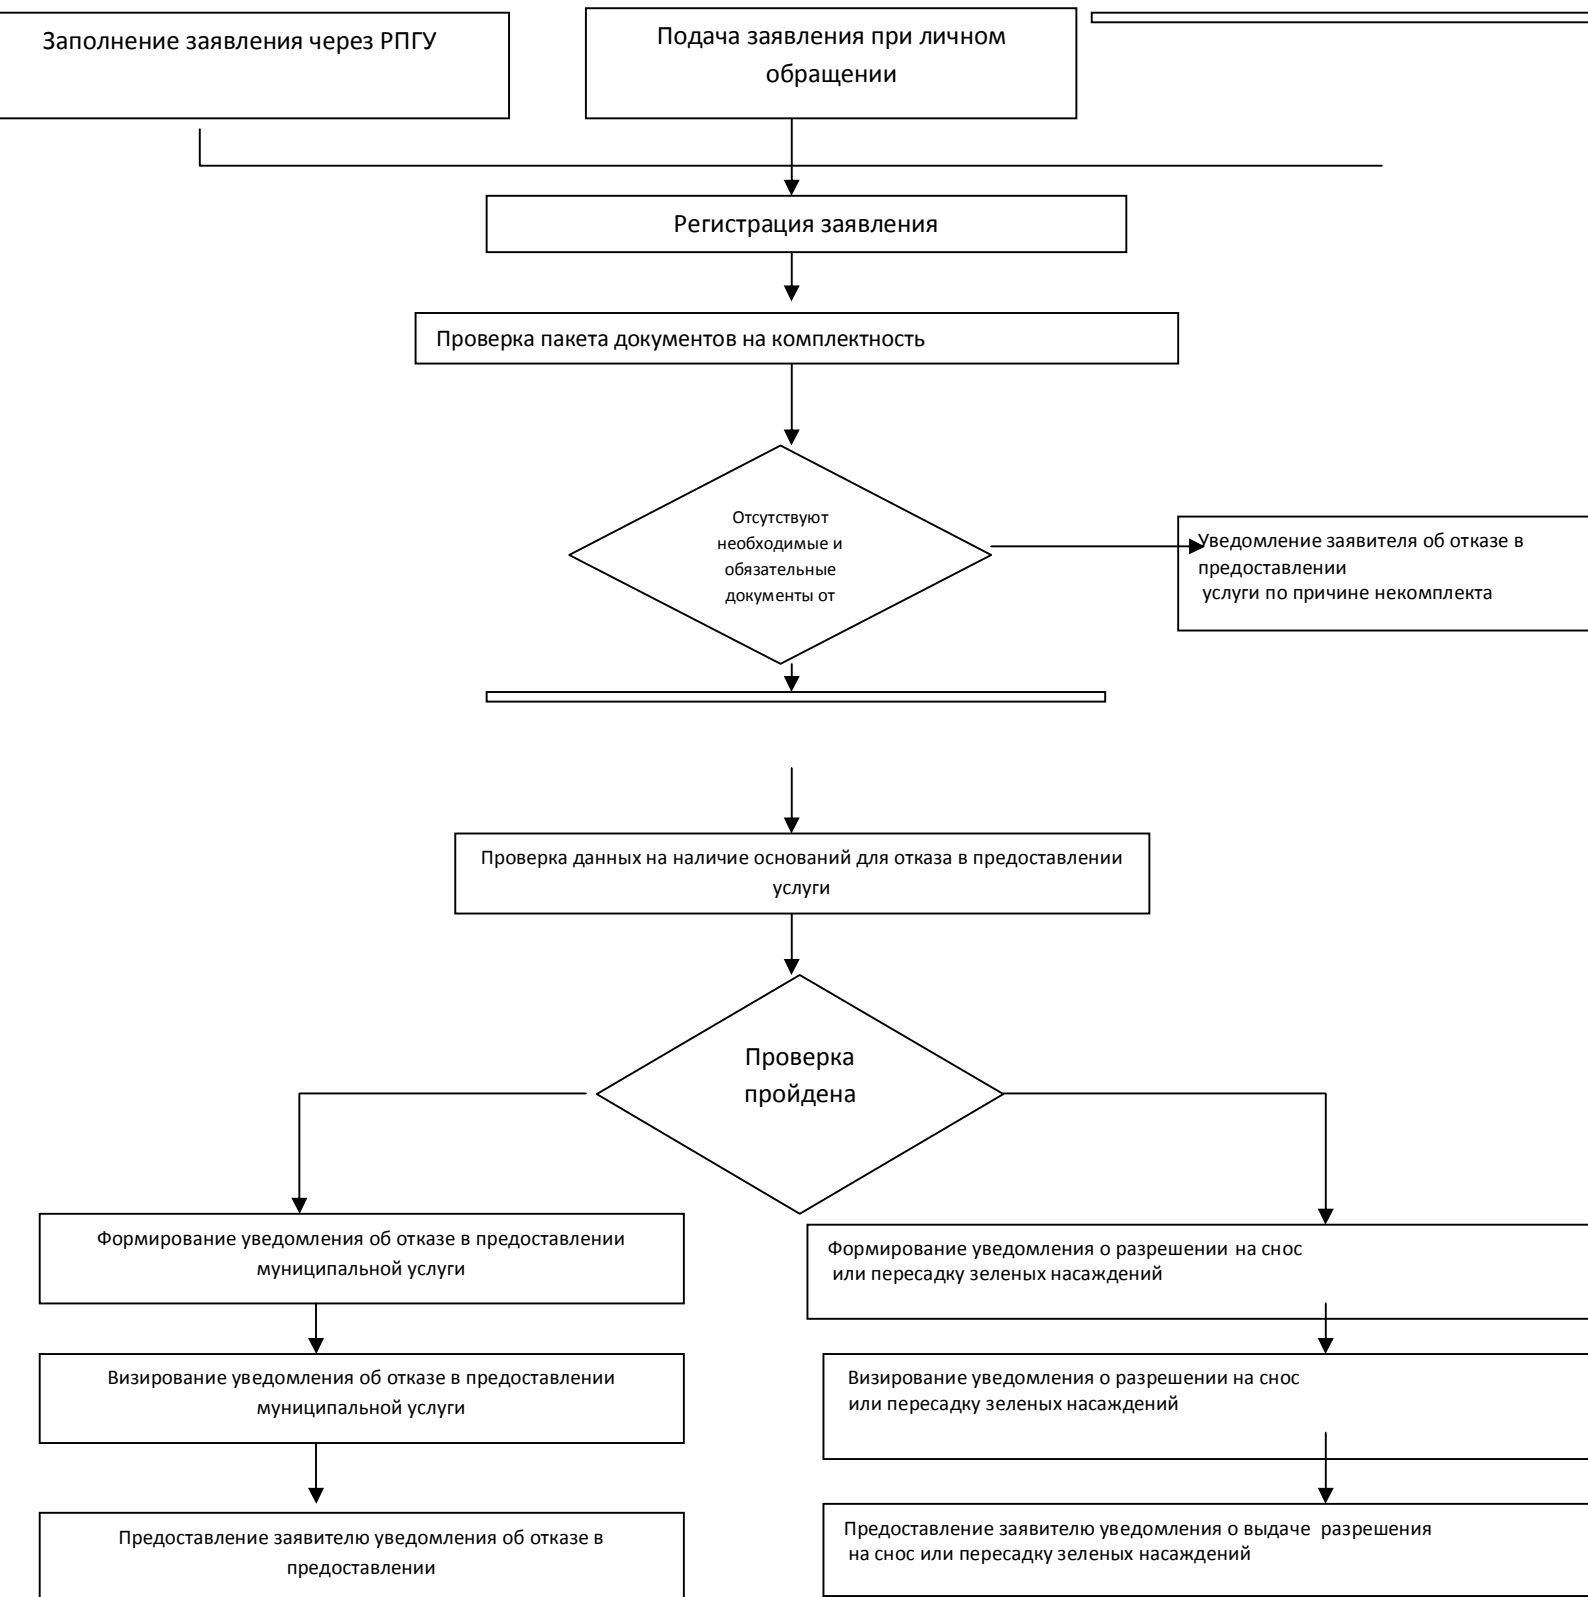 Заполнение заявления через РПГУ
Подача заявления при личном
обращении
Регистрация заявления
Проверка пакета документов на комплектность
Отсутствуют
необходимые и
обязательные
документы от
Уведомление заявителя об отказе в
предоставлении
услуги по причине некомплекта
Проверка данных на наличие оснований для отказа в предоставлении
услуги
Проверка
пройдена
Формирование уведомления об отказе в предоставлении
муниципальной услуги
Формирование уведомления о разрешении на снос
или пересадку зеленых насаждений
Визирование уведомления об отказе в предоставлении
муниципальной услуги
Визирование уведомления о разрешении на снос
или пересадку зеленых насаждений
Предоставление заявителю уведомления об отказе в
предоставлении
Предоставление заявителю уведомления о выдаче разрешения
на снос или пересадку зеленых насаждений